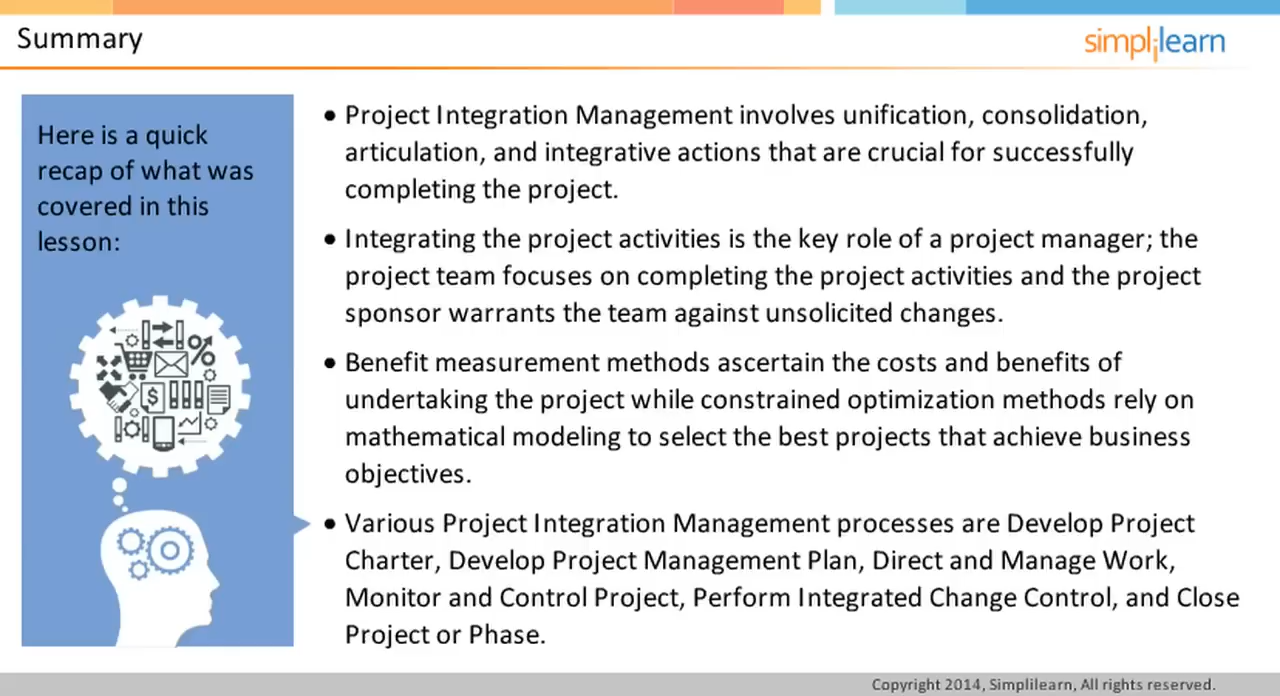 Summary
simplilearn
Here is a quick
recap of what was
covered in this
lesson:
• Project Integration Management involves unification, consolidation,
articulation, and integrative actions that are crucial for successfully
completing the project.
• Integrating the project activities is the key role of a project manager; the
project team focuses on completing the project activities and the project
sponsor warrants the team against unsolicited changes.
• Benefit measurement methods ascertain the costs and benefits of
undertaking the project while constrained optimization methods rely on
mathematical modeling to select the best projects that achieve business
objectives.
• Various Project Integration Management processes are Develop Project
Charter, Develop Project Management Plan, Direct and Manage Work,
Monitor and Control Project, Perform Integrated Change Control, and Close
Project or Phase.
Copyright 2014, Simplilearn, All rights reserved.